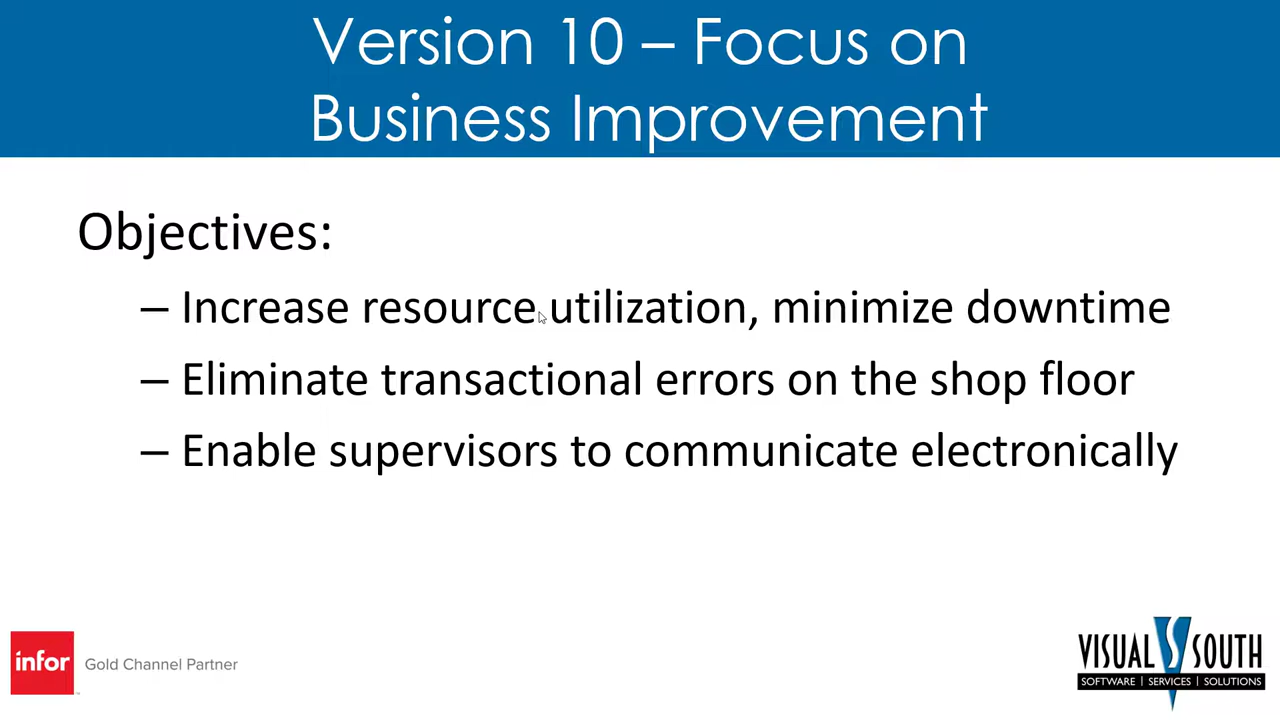 Version 10 – Focus on
Business Improvement
Objectives:
– Increase resource utilization, minimize downtime
– Eliminate transactional errors on the shop floor
– Enable supervisors to communicate electronically
infor
Gold Channel Partner
VISUAL SOUTH
SOFTWARE | SERVICES | SOLUTIONS